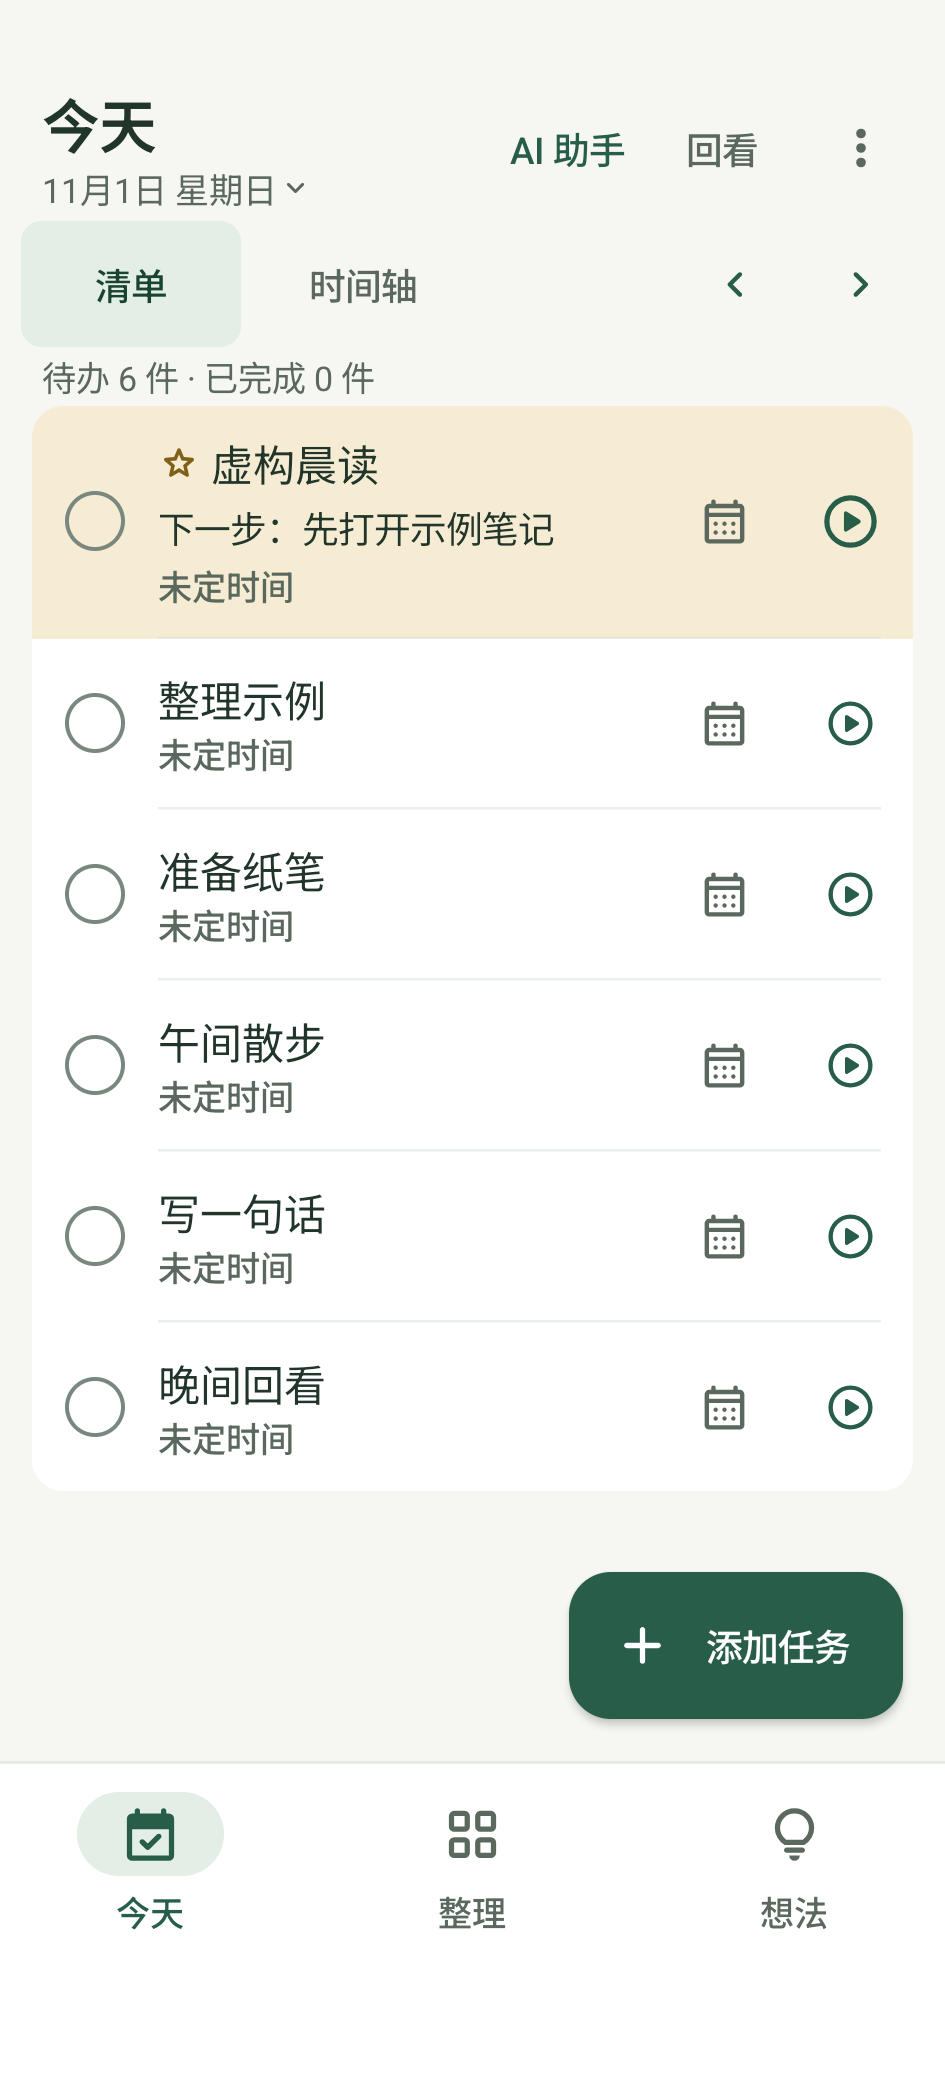 今天
AI 助手
回看
11月1日 星期日
清单
时间轴
待办 6 件 · 已完成 0 件
虚构晨读
下一步：先打开示例笔记
未定时间
整理示例
未定时间
准备纸笔
未定时间
午间散步
未定时间
写一句话
未定时间
晚间回看
未定时间
添加任务
今天
整理
想法